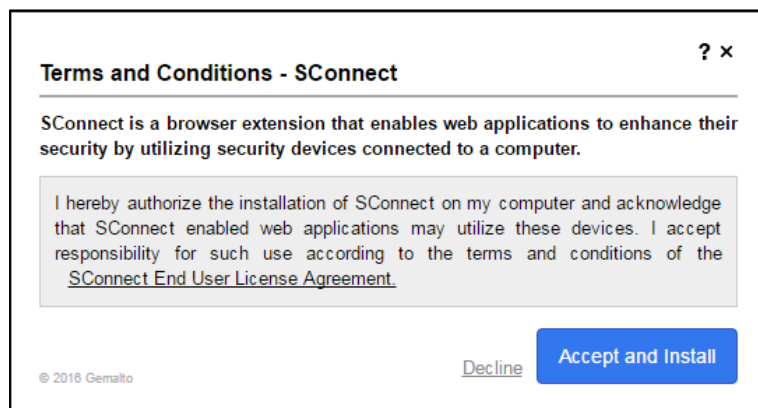 ? ×
Terms and Conditions - SConnect
SConnect is a browser extension that enables web applications to enhance their
security by utilizing security devices connected to a computer.
I hereby authorize the installation of SConnect on my computer and acknowledge
that SConnect enabled web applications may utilize these devices. I accept
responsibility for such use according to the terms and conditions of the
SConnect End User License Agreement.
Decline
Accept and Install
© 2016 Gemalto